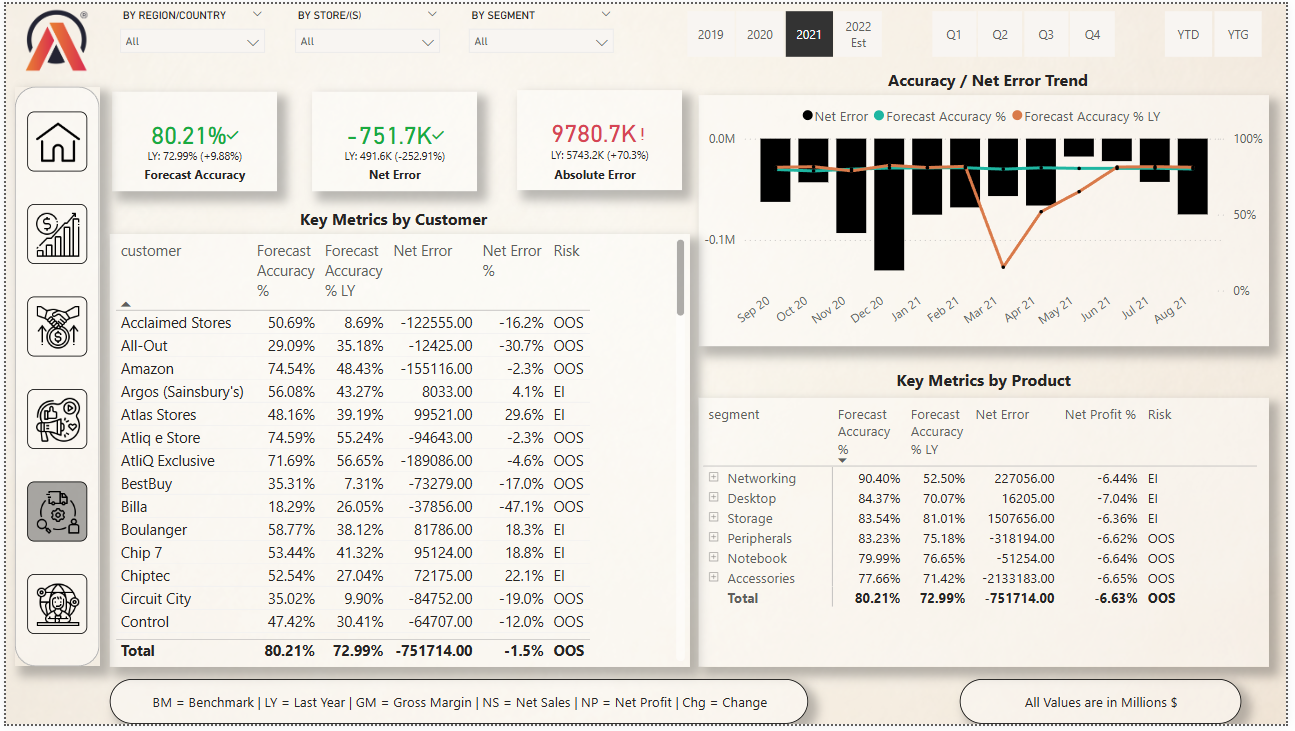 BY REGION/COUNTRY
All
BY STORE/(S)
All
BY SEGMENT
All
2019 2020 2021 2022 Est
Q1 Q2 Q3 Q4
YTD YTG
®
80.21%
LY: 72.99% (+9.88%)
Forecast Accuracy
-751.7K
LY: 491.6K (-252.91%)
Net Error
9780.7K!
LY: 5743.2K (+70.3%)
Absolute Error
Accuracy / Net Error Trend
Net Error Forecast Accuracy % Forecast Accuracy % LY
0.0M
-0.1M
100%
50%
0%
Sep 20 Oct 20 Nov 20 Dec 20 Jan 21 Feb 21 Mar 21 Apr 21 May 21 Jun 21 Jul 21 Aug 21
Key Metrics by Customer
customer Forecast Accuracy % Forecast Accuracy % LY Net Error Net Error % Risk
Acclaimed Stores 50.69% 8.69% -122555.00 -16.2% OOS
All-Out 29.09% 35.18% -12425.00 -30.7% OOS
Amazon 74.54% 48.43% -155116.00 -2.3% OOS
Argos (Sainsbury's) 56.08% 43.27% 8033.00 4.1% EI
Atlas Stores 48.16% 39.19% 99521.00 29.6% EI
Atliq e Store 74.59% 55.24% -94643.00 -2.3% OOS
AtliQ Exclusive 71.69% 56.65% -189086.00 -4.6% OOS
BestBuy 35.31% 7.31% -73279.00 -17.0% OOS
Billa 18.29% 26.05% -37856.00 -47.1% OOS
Boulanger 58.77% 38.12% 81786.00 18.3% EI
Chip 7 53.44% 41.32% 95124.00 18.8% EI
Chiptec 52.54% 27.04% 72175.00 22.1% EI
Circuit City 35.02% 9.90% -84752.00 -19.0% OOS
Control 47.42% 30.41% -64707.00 -12.0% OOS
Total 80.21% 72.99% -751714.00 -1.5% OOS
Key Metrics by Product
segment Forecast Accuracy % Forecast Accuracy % LY Net Error Net Profit % Risk
Networking 90.40% 52.50% 227056.00 -6.44% EI
Desktop 84.37% 70.07% 16205.00 -7.04% EI
Storage 83.54% 81.01% 1507656.00 -6.36% EI
Peripherals 83.23% 75.18% -318194.00 -6.62% OOS
Notebook 79.99% 76.65% -51254.00 -6.64% OOS
Accessories 77.66% 71.42% -2133183.00 -6.65% OOS
Total 80.21% 72.99% -751714.00 -6.63% OOS
BM = Benchmark | LY = Last Year | GM = Gross Margin | NS = Net Sales | NP = Net Profit | Chg = Change
All Values are in Millions $